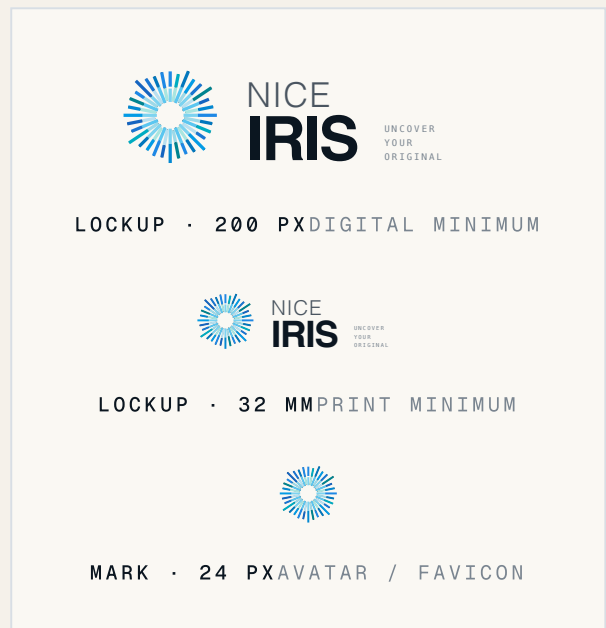 NICE
IRIS
UNCOVER
YOUR
ORIGINAL
LOCKUP · 200 PXDIGITAL MINIMUM
NICE
IRIS
UNCOVER
YOUR
ORIGINAL
LOCKUP · 32 MMPRINT MINIMUM
MARK · 24 PXAVATAR / FAVICON